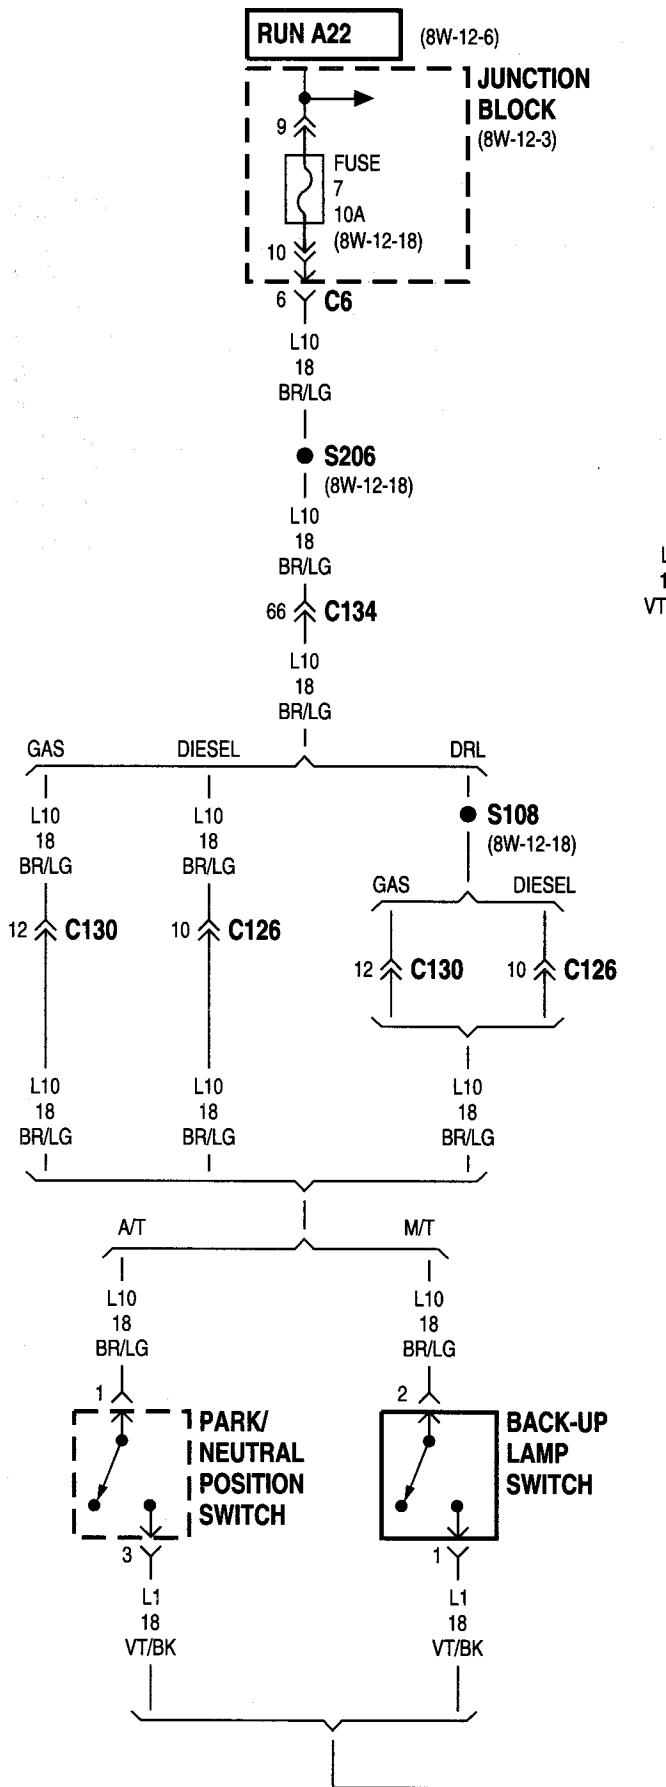 RUN A22
(8W-12-6)
JUNCTION
BLOCK
(8W-12-3)
9
FUSE
7
10A
(8W-12-18)
10
6
C6
L10
18
BR/LG
S206
(8W-12-18)
L10
18
BR/LG
66
C134
L10
18
BR/LG
L
1
VT
GAS
DIESEL
DRL
L10
18
BR/LG
L10
18
BR/LG
S108
(8W-12-18)
GAS
DIESEL
12
C130
10
C126
12
C130
10
C126
L10
18
BR/LG
L10
18
BR/LG
L10
18
BR/LG
A/T
M/T
L10
18
BR/LG
L10
18
BR/LG
1
2
PARK/
NEUTRAL
POSITION
SWITCH
BACK-UP
LAMP
SWITCH
3
1
L1
18
VT/BK
L1
18
VT/BK